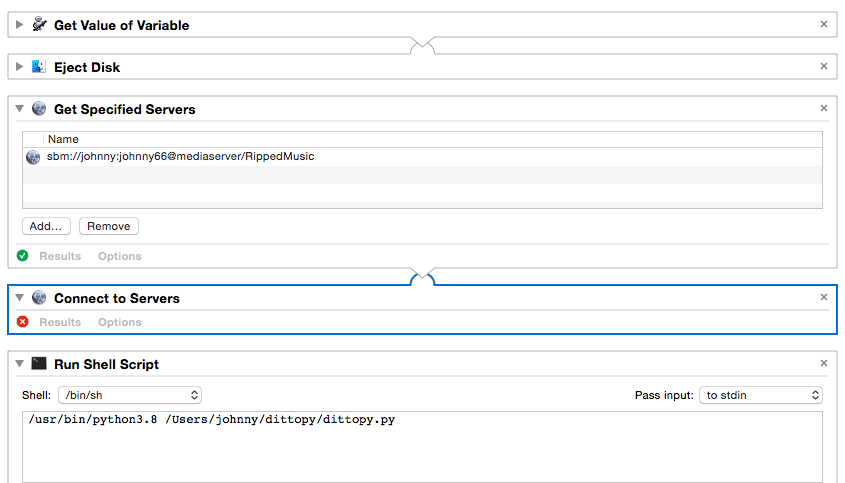 Get Value of Variable
Eject Disk
Get Specified Servers
Name
sbm://johnny:johnny66@mediaserver/RippedMusic
Add... Remove
Results Options
Connect to Servers
Results Options
Run Shell Script
Shell: /bin/sh Pass input: to stdin
/usr/bin/python3.8 /Users/johnny/dittopy/dittopy.py